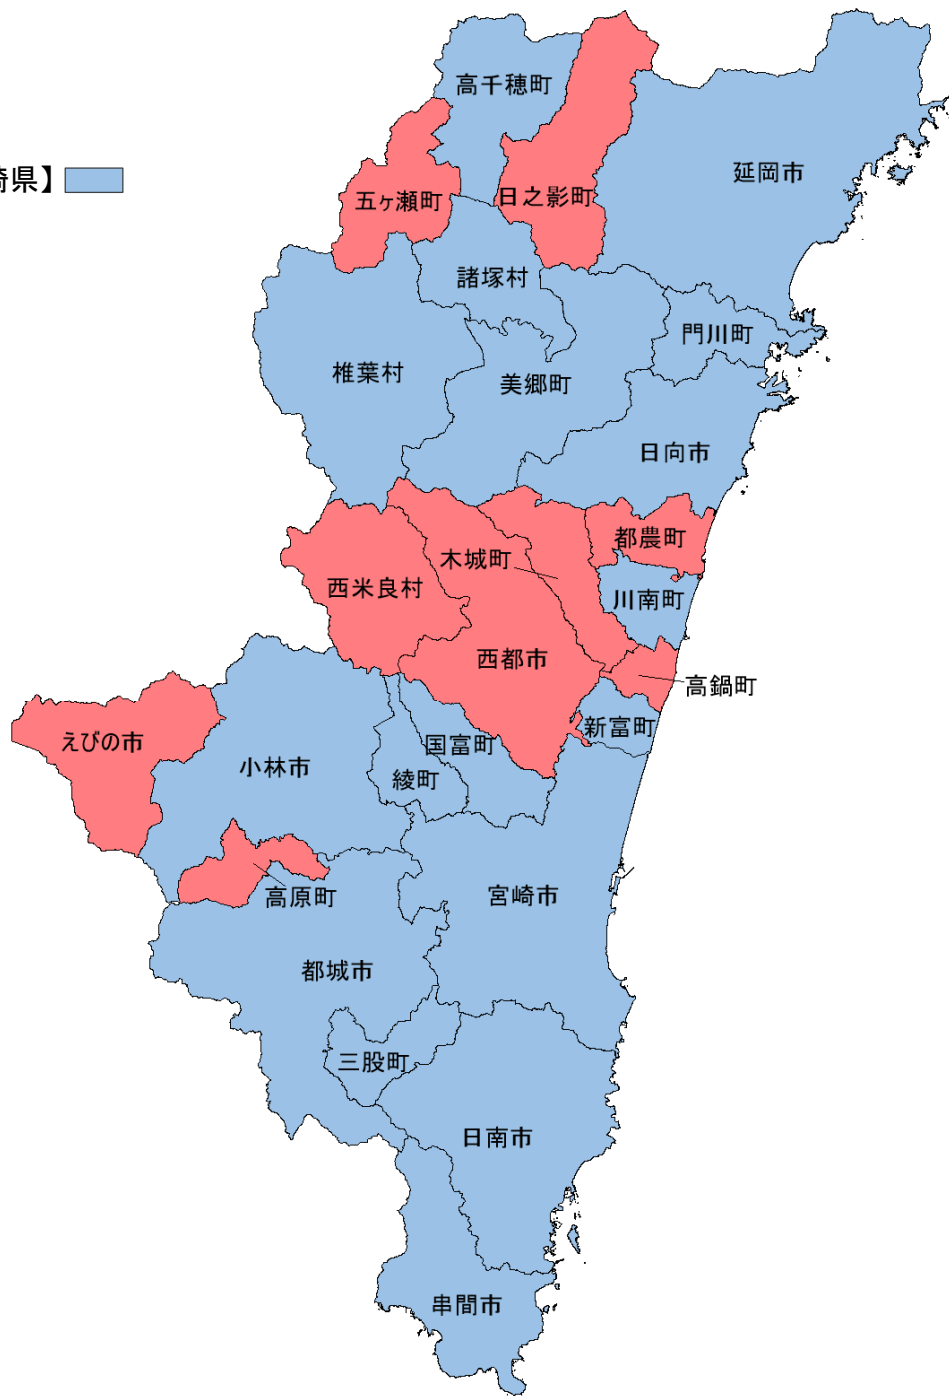 高千穂町
延岡市
崎県】
五ヶ瀬町
日之影町
諸塚村
門川町
椎葉村
美郷町
日向市
都農町
木城町
西米良村
川南町
西都市
高鍋町
新富町
えびの市
国富町
小林市
綾町
高原町
宮崎市
都城市
三股町
日南市
串間市